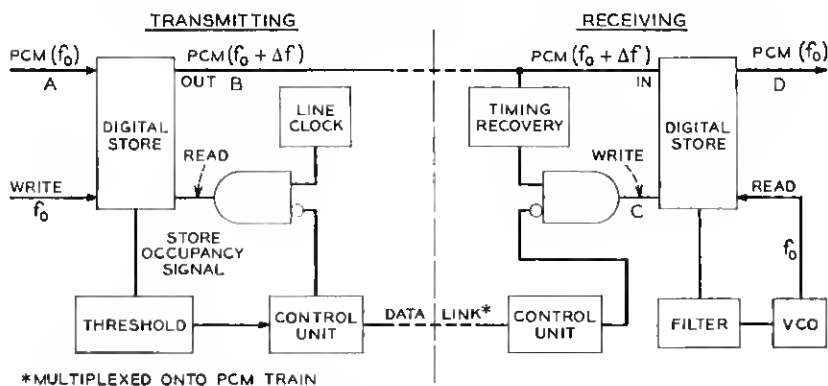 TRANSMITTING
RECEIVING
PCM (f₀)
A
PCM (f₀ + Δf)
OUT B
PCM (f₀ + Δf)
IN
PCM (f₀)
D
DIGITAL
STORE
LINE
CLOCK
TIMING
RECOVERY
DIGITAL
STORE
READ
WRITE
C
WRITE
f₀
READ
f₀
STORE
OCCUPANCY
SIGNAL
THRESHOLD
CONTROL
UNIT
DATA LINK*
CONTROL
UNIT
FILTER
VCO
*MULTIPLEXED ONTO PCM TRAIN